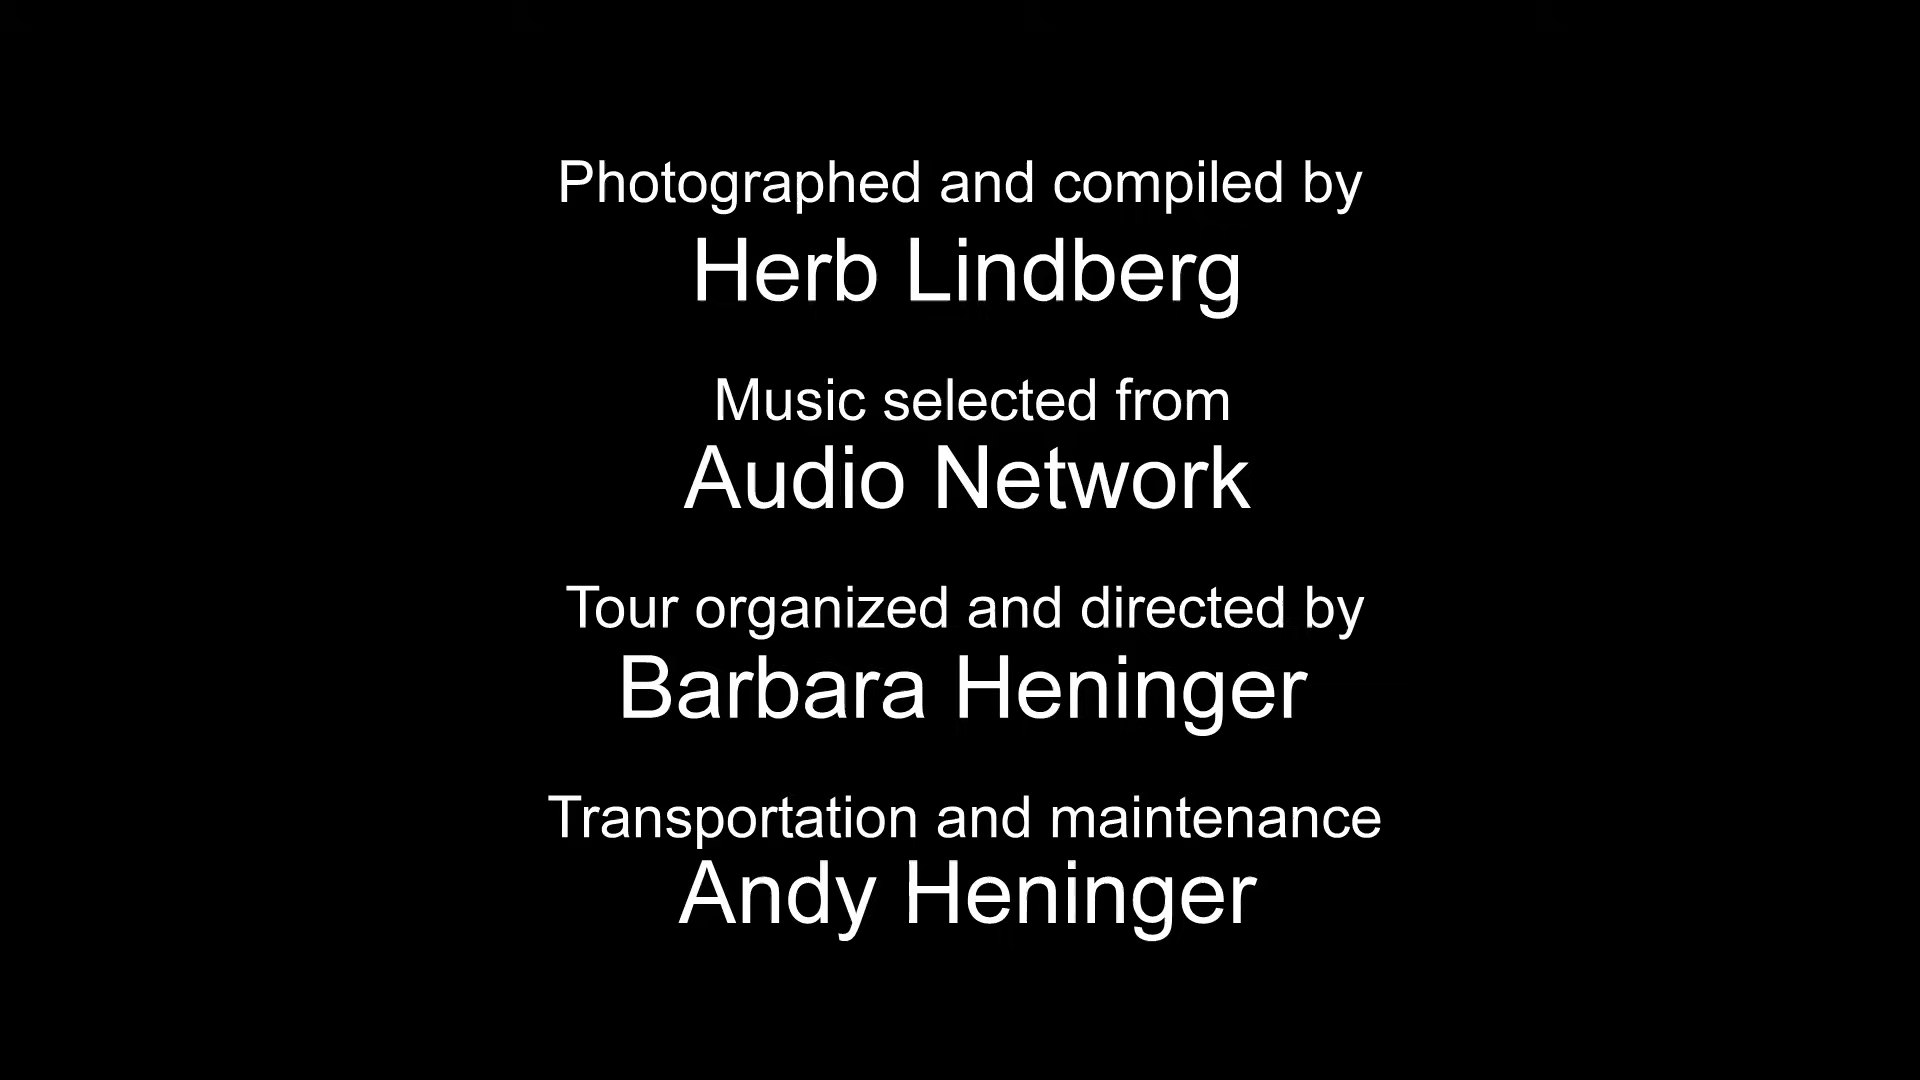 Photographed and compiled by
Herb Lindberg
Music selected from
Audio Network
Tour organized and directed by
Barbara Heninger
Transportation and maintenance
Andy Heninger